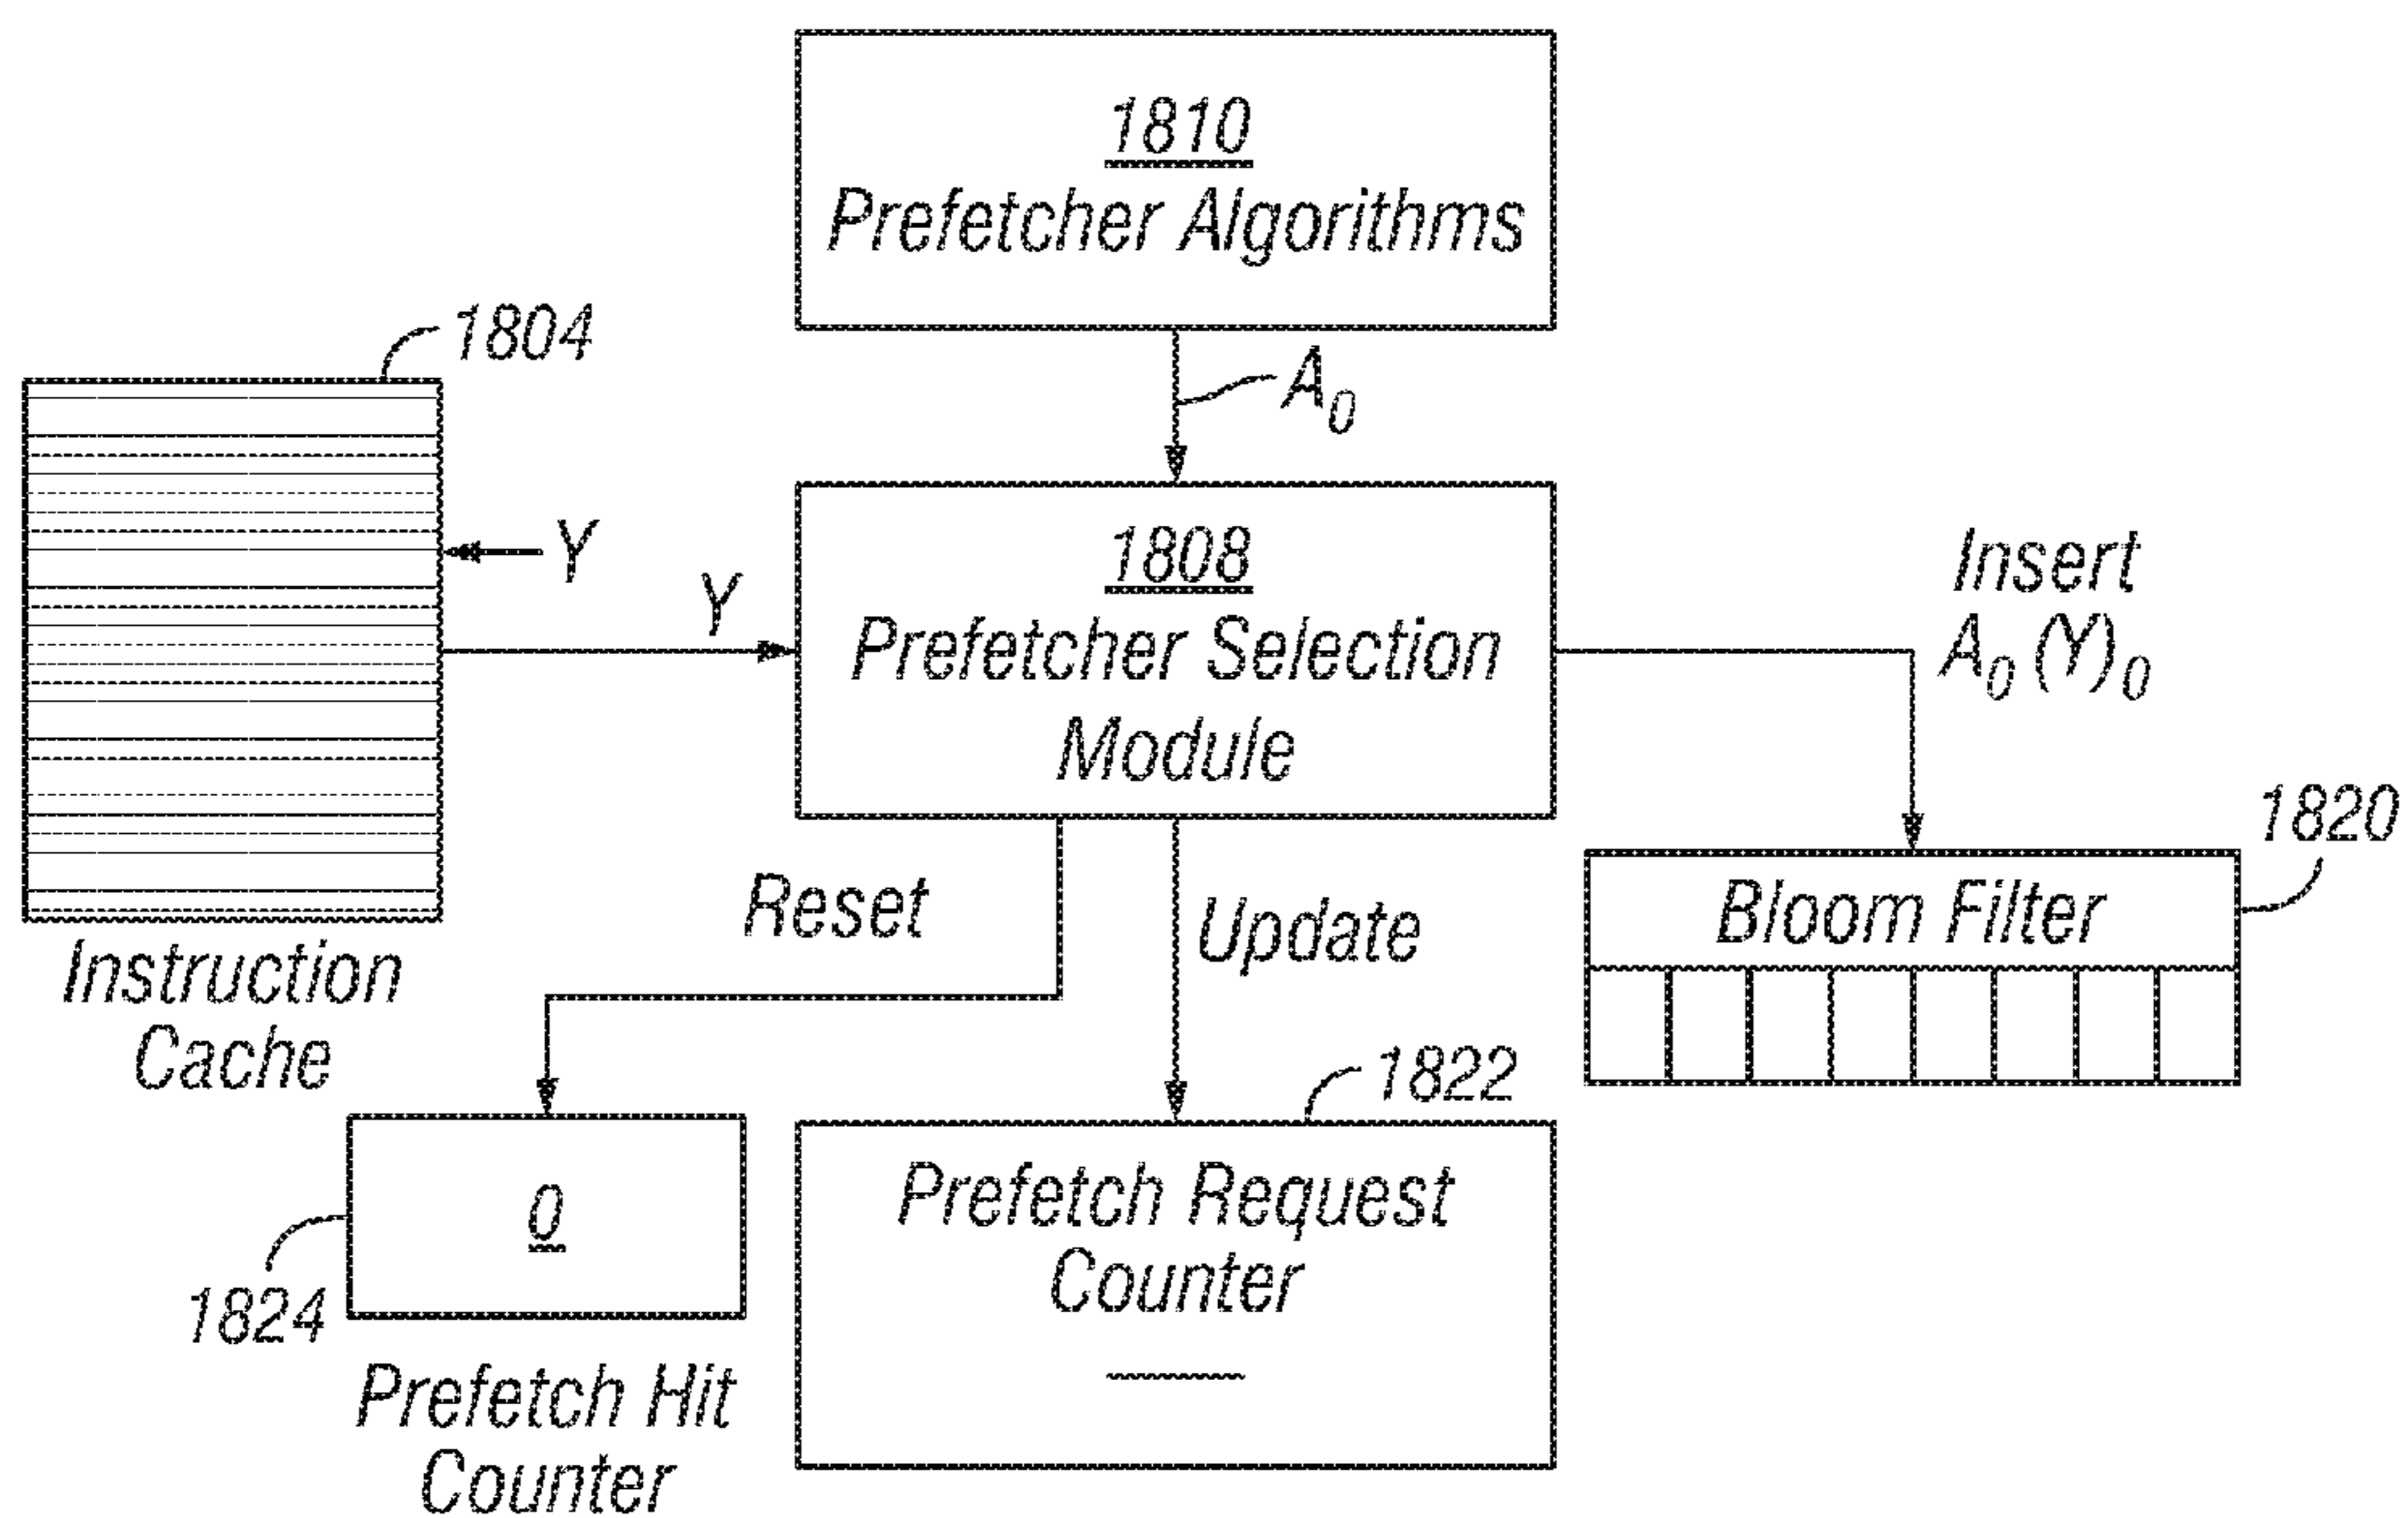 1810
Prefetcher Algorithms
1804
A0
Y
Y
1808
Prefetcher Selection
Module
Insert
A0 (Y)0
1820
Reset
Update
Bloom Filter
Instruction
Cache
1822
0
Prefetch Request
Counter
1824
Prefetch Hit
Counter